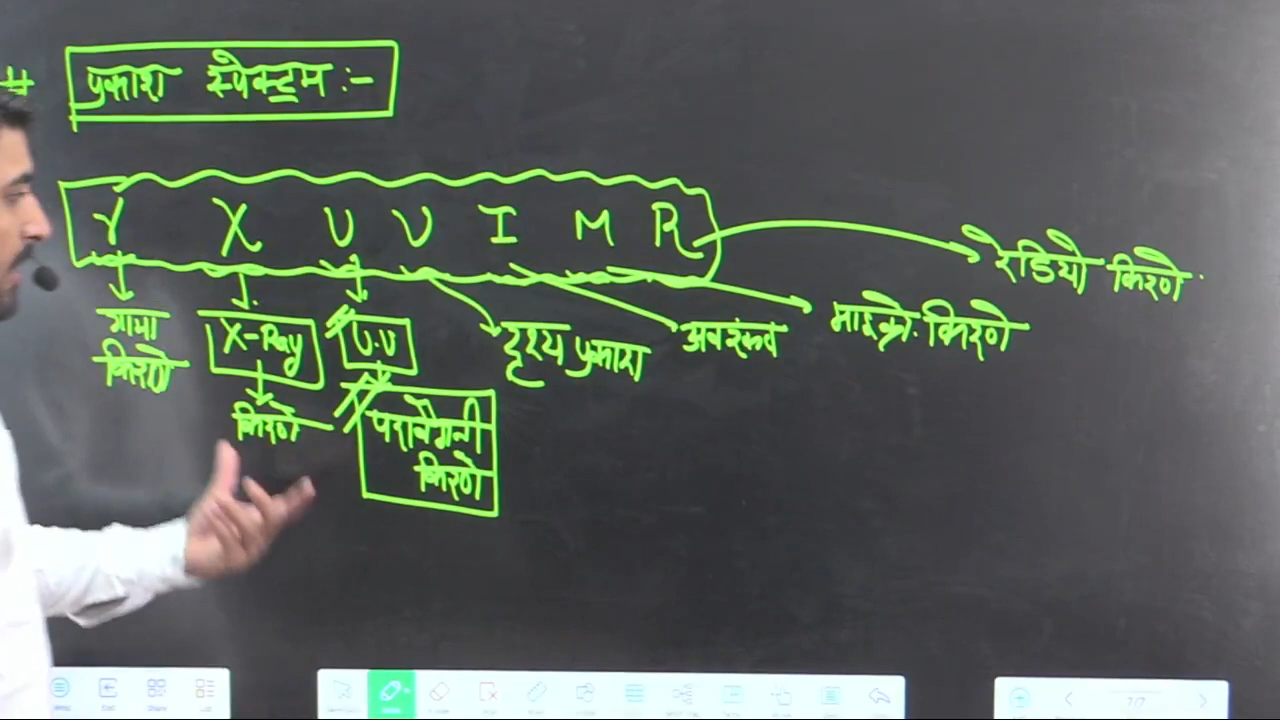 # प्रकाश स्पेक्ट्रम :-
γ X U V I M R
रेडियो किरणे
माइक्रो. किरणे
अवरक्त
दृश्य प्रकाश
गामा
किरणे
X-Ray
किरणे
U.V
पराबैगनी
किरणे